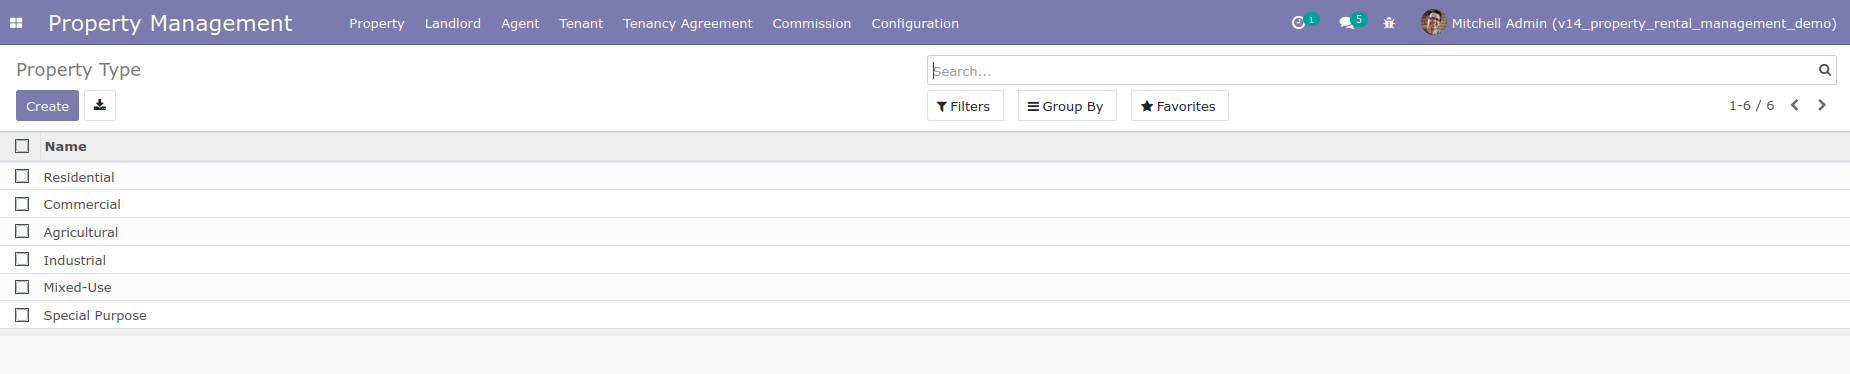 Property Management Property Landlord Agent Tenant Tenancy Agreement Commission Configuration 1 5 Mitchell Admin (v14_property_rental_management_demo)
Property Type Search...
Create Filters Group By Favorites 1-6 / 6
Name
Residential
Commercial
Agricultural
Industrial
Mixed-Use
Special Purpose